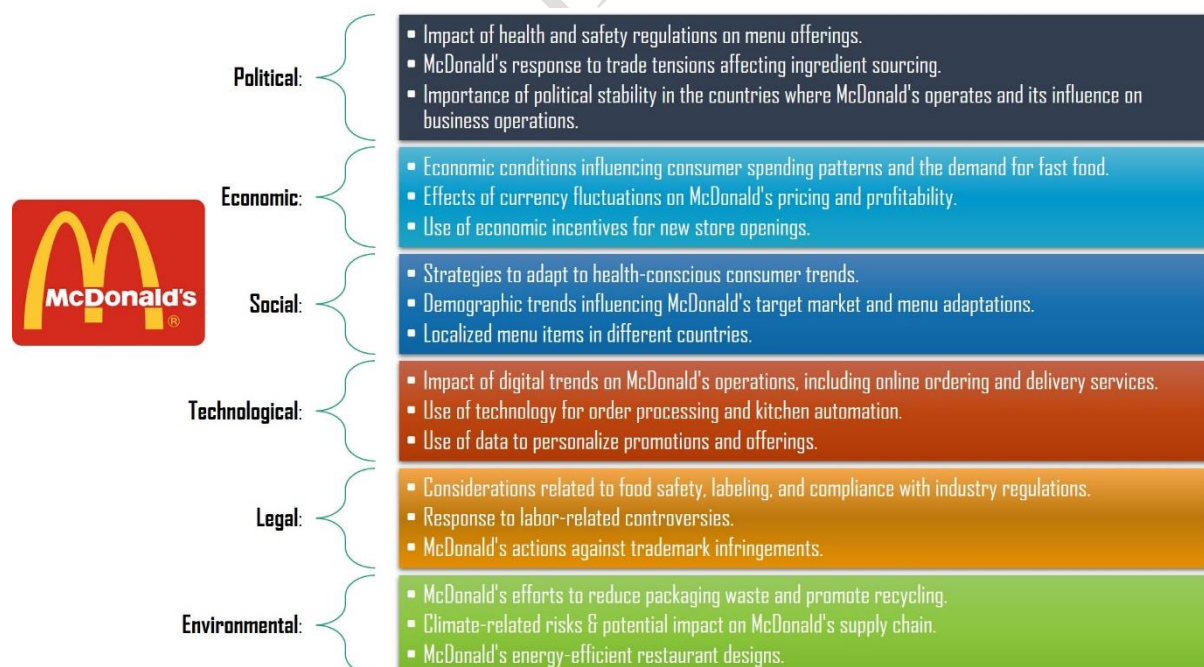 Political:
▪ Impact of health and safety regulations on menu offerings.
▪ McDonald's response to trade tensions affecting ingredient sourcing.
▪ Importance of political stability in the countries where McDonald's operates and its influence on
business operations.
Economic:
▪ Economic conditions influencing consumer spending patterns and the demand for fast food.
▪ Effects of currency fluctuations on McDonald's pricing and profitability.
▪ Use of economic incentives for new store openings.
McDonald's
®
Social:
▪ Strategies to adapt to health-conscious consumer trends.
▪ Demographic trends influencing McDonald's target market and menu adaptations.
▪ Localized menu items in different countries.
Technological:
▪ Impact of digital trends on McDonald's operations, including online ordering and delivery services.
▪ Use of technology for order processing and kitchen automation.
▪ Use of data to personalize promotions and offerings.
Legal:
▪ Considerations related to food safety, labeling, and compliance with industry regulations.
▪ Response to labor-related controversies.
▪ McDonald's actions against trademark infringements.
Environmental:
▪ McDonald's efforts to reduce packaging waste and promote recycling.
▪ Climate-related risks & potential impact on McDonald's supply chain.
▪ McDonald's energy-efficient restaurant designs.